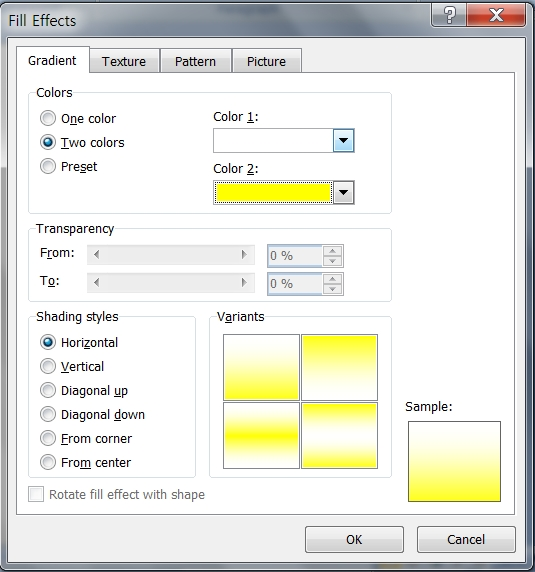 Fill Effects
Gradient Texture Pattern Picture
Colors
One color
Two colors
Preset
Color 1:
Color 2:
Transparency
From: 0 %
To: 0 %
Shading styles
Horizontal
Vertical
Diagonal up
Diagonal down
From corner
From center
Variants
Sample:
Rotate fill effect with shape
OK Cancel